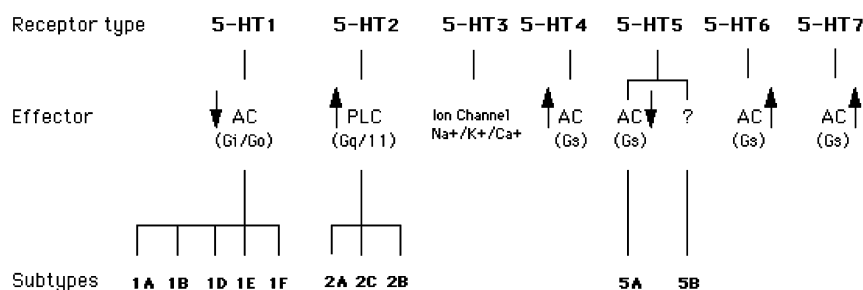 Receptor type 5-HT1 5-HT2 5-HT3 5-HT4 5-HT5 5-HT6 5-HT7
Effector AC PLC Ion Channel AC AC ? AC AC
(Gi/Go) (Gq/11) Na+/K+/Ca+ (Gs) (Gs) (Gs) (Gs)
Subtypes 1A 1B 1D 1E 1F 2A 2C 2B 5A 5B